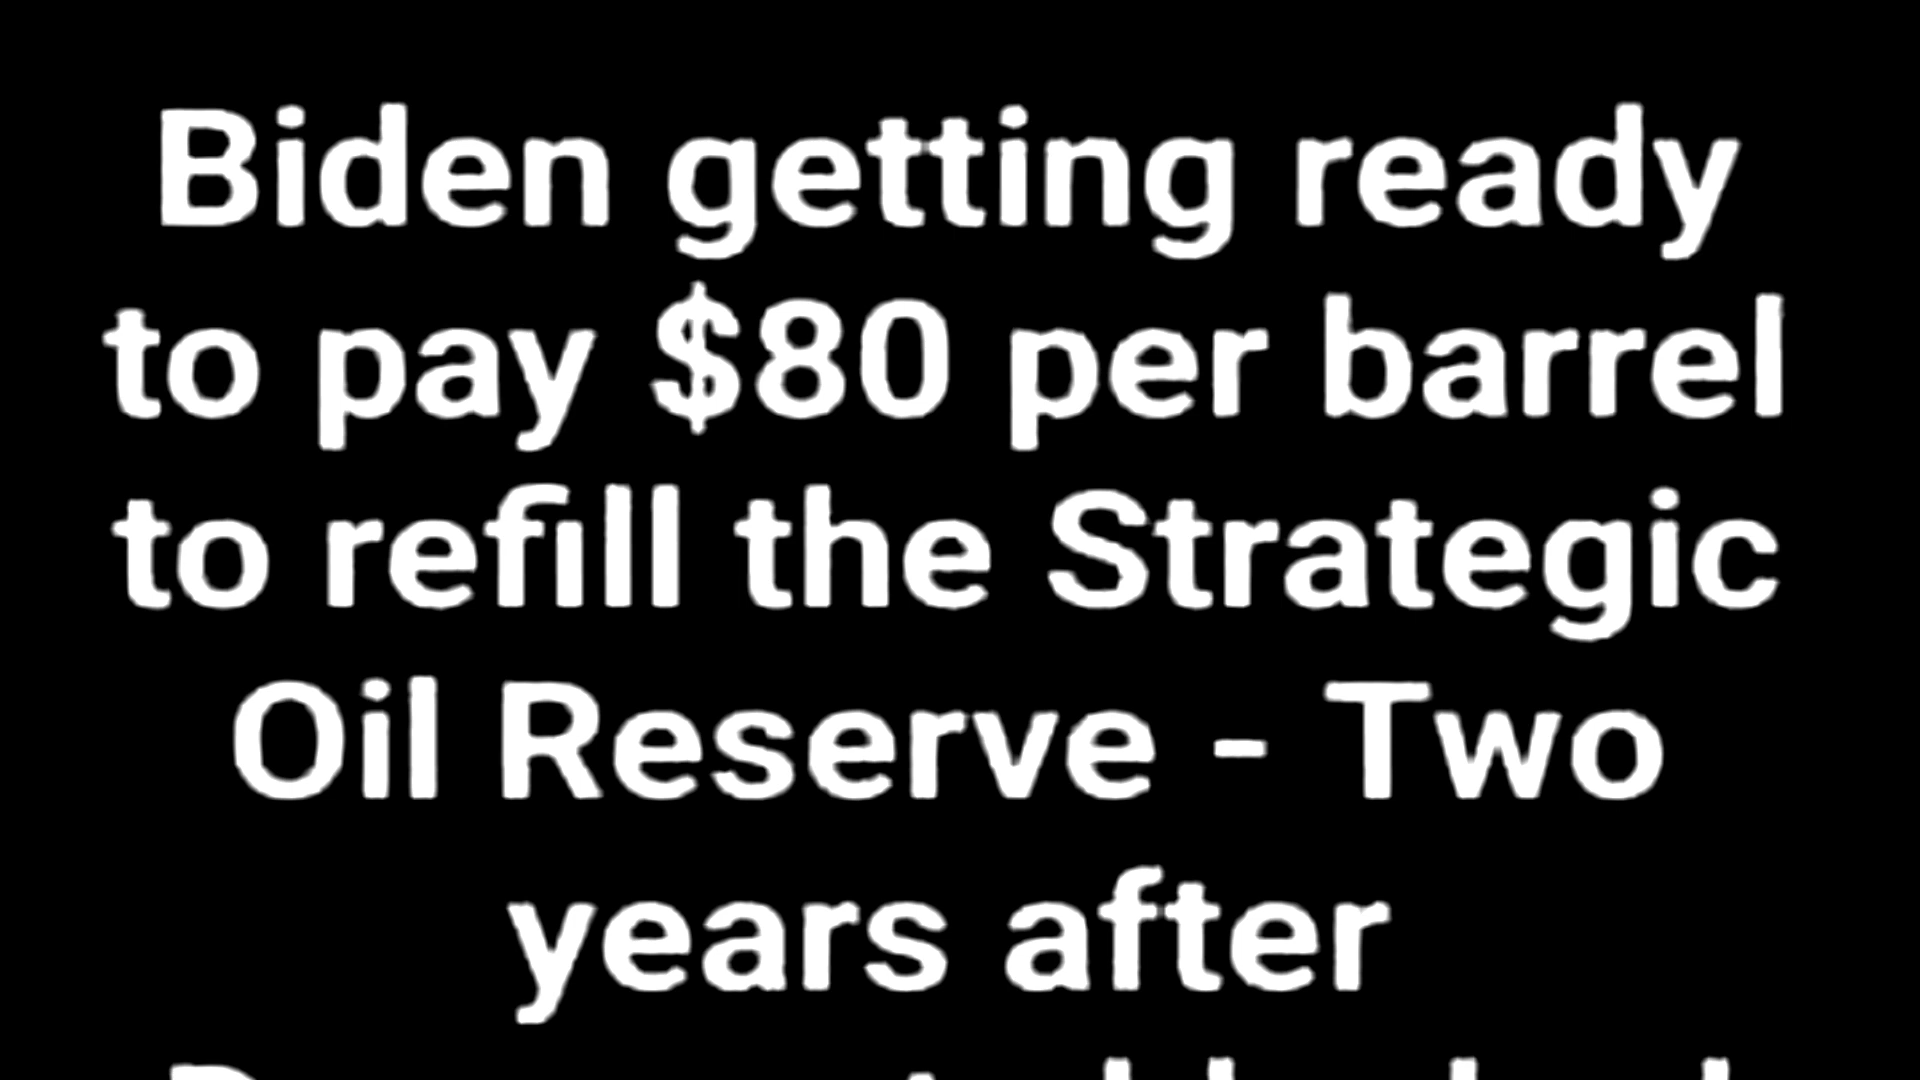 Biden getting ready
to pay $80 per barrel
to refill the Strategic
Oil Reserve - Two
years after